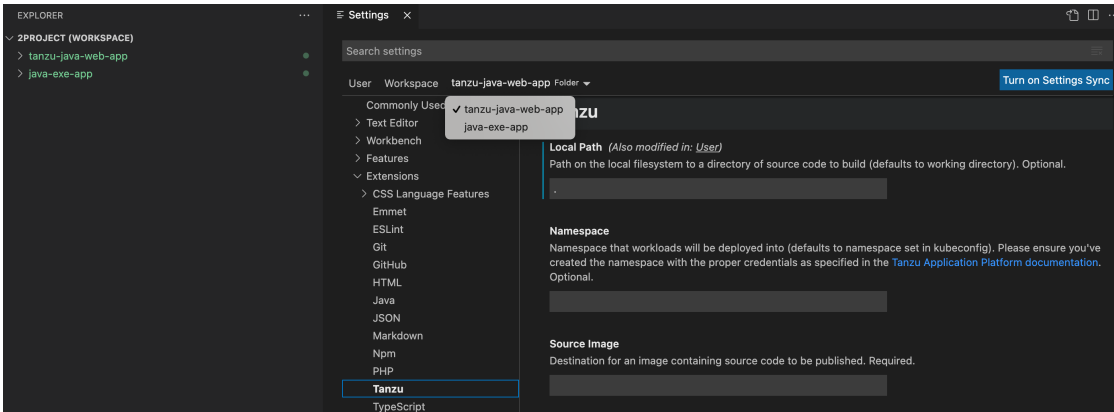 EXPLORER
2PROJECT (WORKSPACE)
tanzu-java-web-app
java-exe-app
Settings
Search settings
User Workspace tanzu-java-web-app Folder
Turn on Settings Sync
tanzu-java-web-app
java-exe-app
Commonly Used
Text Editor
Workbench
Features
Extensions
CSS Language Features
Emmet
ESLint
Git
GitHub
HTML
Java
JSON
Markdown
Npm
PHP
Tanzu
TypeScript
nzu
Local Path (Also modified in: User)
Path on the local filesystem to a directory of source code to build (defaults to working directory). Optional.
.
Namespace
Namespace that workloads will be deployed into (defaults to namespace set in kubeconfig). Please ensure you've
created the namespace with the proper credentials as specified in the Tanzu Application Platform documentation.
Optional.
Source Image
Destination for an image containing source code to be published. Required.